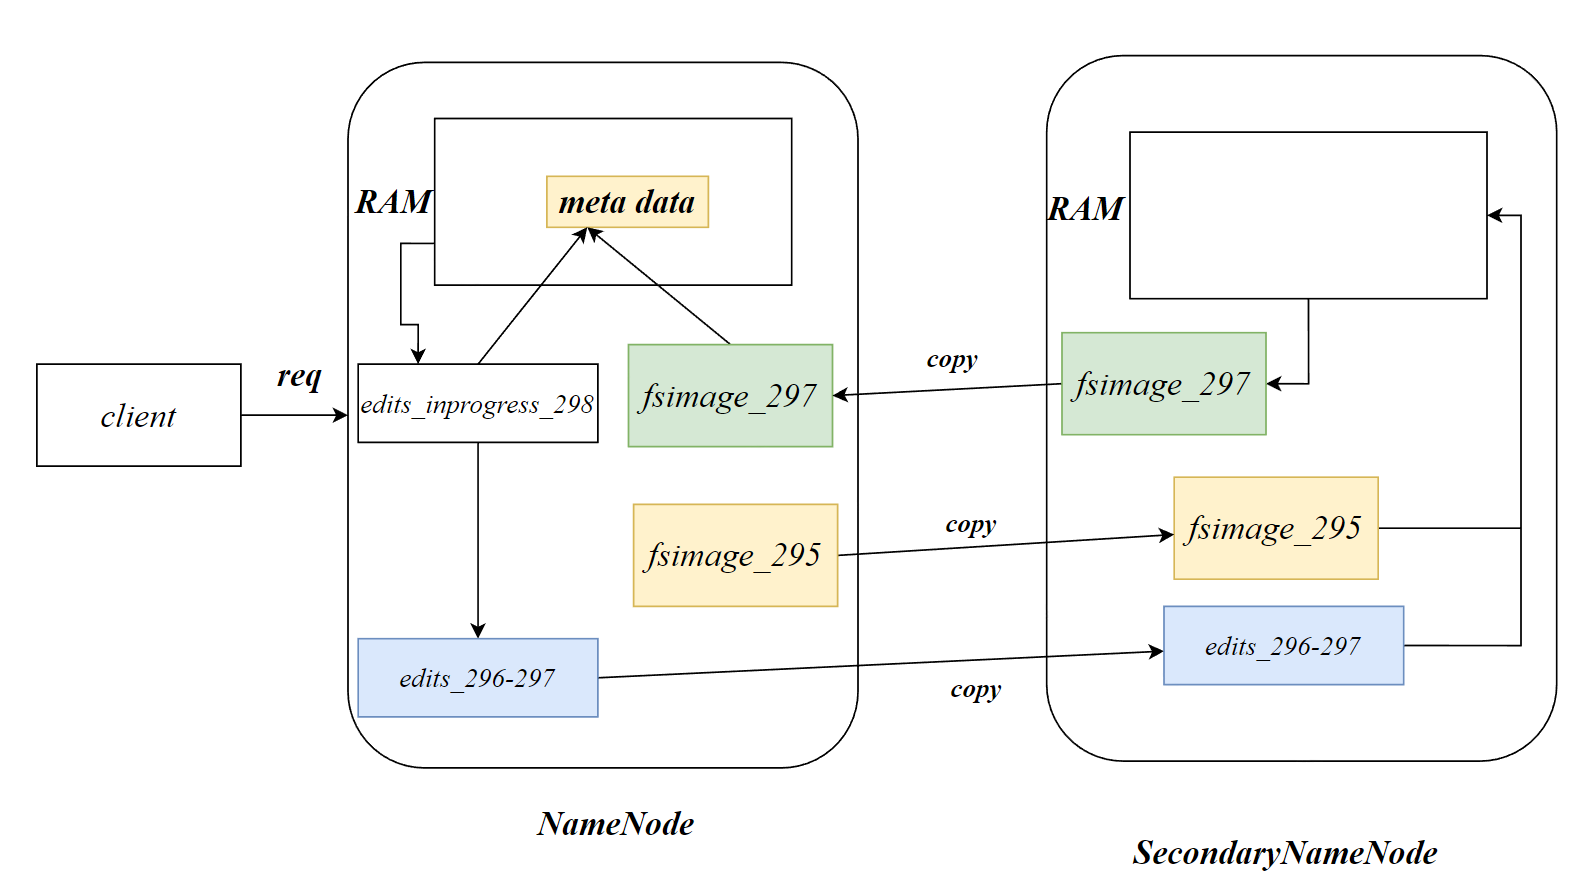 RAM
meta data
client
req
edits_inprogress_298
fsimage_297
fsimage_295
edits_296-297
NameNode
copy
copy
copy
RAM
fsimage_297
fsimage_295
edits_296-297
SecondaryNameNode